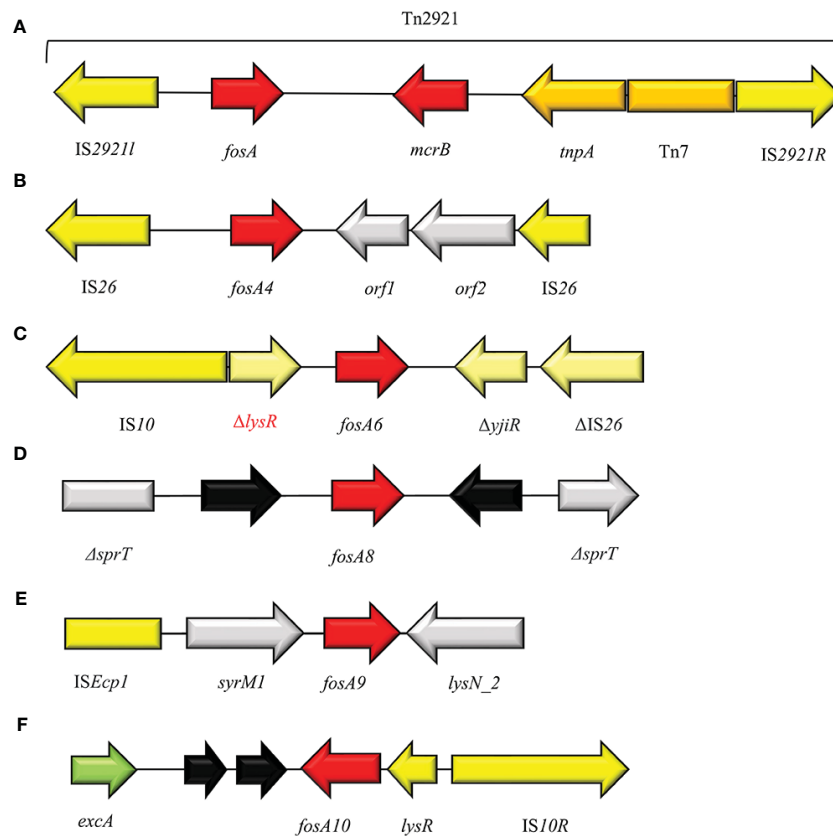 Tn2921
A
IS2921l
fosA
mcrB
tnpA
Tn7
IS2921R
B
IS26
fosA4
orf1
orf2
IS26
C
IS10
ΔlysR
fosA6
ΔyjiR
ΔIS26
D
ΔsprT
fosA8
ΔsprT
E
ISEcp1
syrM1
fosA9
lysN_2
F
excA
fosA10
lysR
IS10R